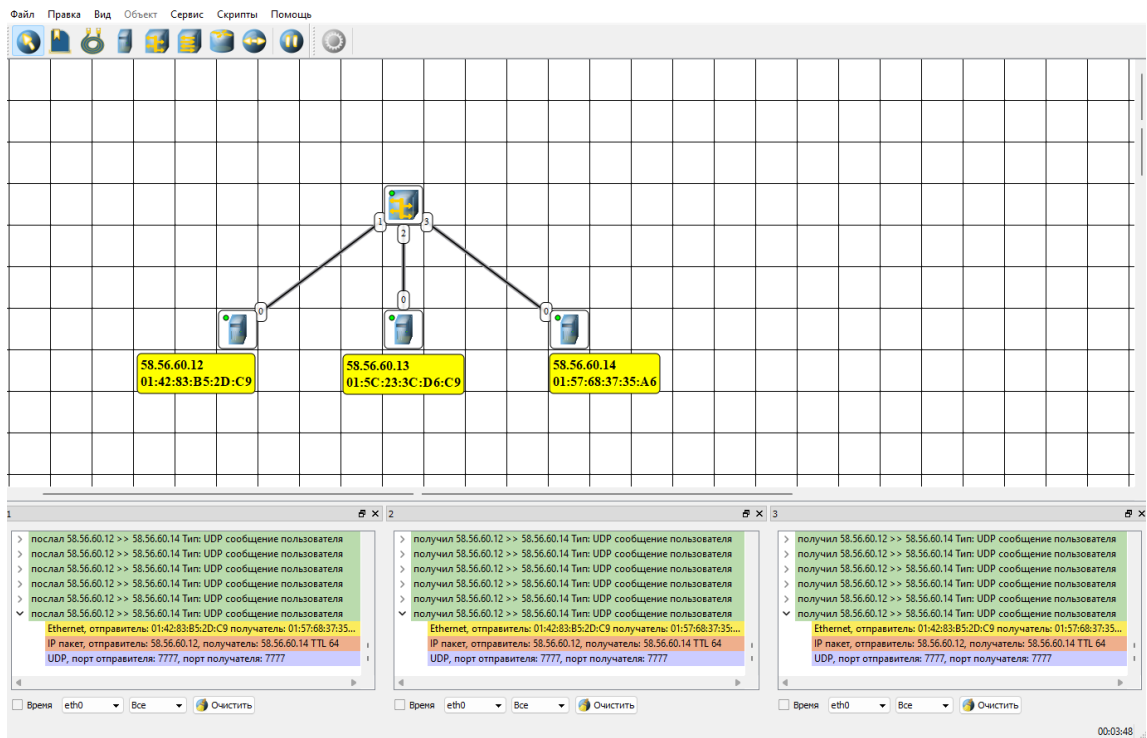 Файл Правка Вид Объект Сервис Скрипты Помощь
1
2
3
0
0
0
58.56.60.12
01:42:83:B5:2D:C9
58.56.60.13
01:5C:23:3C:D6:C9
58.56.60.14
01:57:68:37:35:A6
1
послал 58.56.60.12 >> 58.56.60.14 Тип: UDP сообщение пользователя
послал 58.56.60.12 >> 58.56.60.14 Тип: UDP сообщение пользователя
послал 58.56.60.12 >> 58.56.60.14 Тип: UDP сообщение пользователя
послал 58.56.60.12 >> 58.56.60.14 Тип: UDP сообщение пользователя
послал 58.56.60.12 >> 58.56.60.14 Тип: UDP сообщение пользователя
послал 58.56.60.12 >> 58.56.60.14 Тип: UDP сообщение пользователя
Ethernet, отправитель: 01:42:83:B5:2D:C9 получатель: 01:57:68:37:35...
IP пакет, отправитель: 58.56.60.12, получатель: 58.56.60.14 TTL 64
UDP, порт отправителя: 7777, порт получателя: 7777
Время eth0 Все Очистить
2
получил 58.56.60.12 >> 58.56.60.14 Тип: UDP сообщение пользователя
получил 58.56.60.12 >> 58.56.60.14 Тип: UDP сообщение пользователя
получил 58.56.60.12 >> 58.56.60.14 Тип: UDP сообщение пользователя
получил 58.56.60.12 >> 58.56.60.14 Тип: UDP сообщение пользователя
получил 58.56.60.12 >> 58.56.60.14 Тип: UDP сообщение пользователя
получил 58.56.60.12 >> 58.56.60.14 Тип: UDP сообщение пользователя
Ethernet, отправитель: 01:42:83:B5:2D:C9 получатель: 01:57:68:37:35:...
IP пакет, отправитель: 58.56.60.12, получатель: 58.56.60.14 TTL 64
UDP, порт отправителя: 7777, порт получателя: 7777
Время eth0 Все Очистить
3
получил 58.56.60.12 >> 58.56.60.14 Тип: UDP сообщение пользователя
получил 58.56.60.12 >> 58.56.60.14 Тип: UDP сообщение пользователя
получил 58.56.60.12 >> 58.56.60.14 Тип: UDP сообщение пользователя
получил 58.56.60.12 >> 58.56.60.14 Тип: UDP сообщение пользователя
получил 58.56.60.12 >> 58.56.60.14 Тип: UDP сообщение пользователя
получил 58.56.60.12 >> 58.56.60.14 Тип: UDP сообщение пользователя
Ethernet, отправитель: 01:42:83:B5:2D:C9 получатель: 01:57:68:37:35...
IP пакет, отправитель: 58.56.60.12, получатель: 58.56.60.14 TTL 64
UDP, порт отправителя: 7777, порт получателя: 7777
Время eth0 Все Очистить
00:03:48